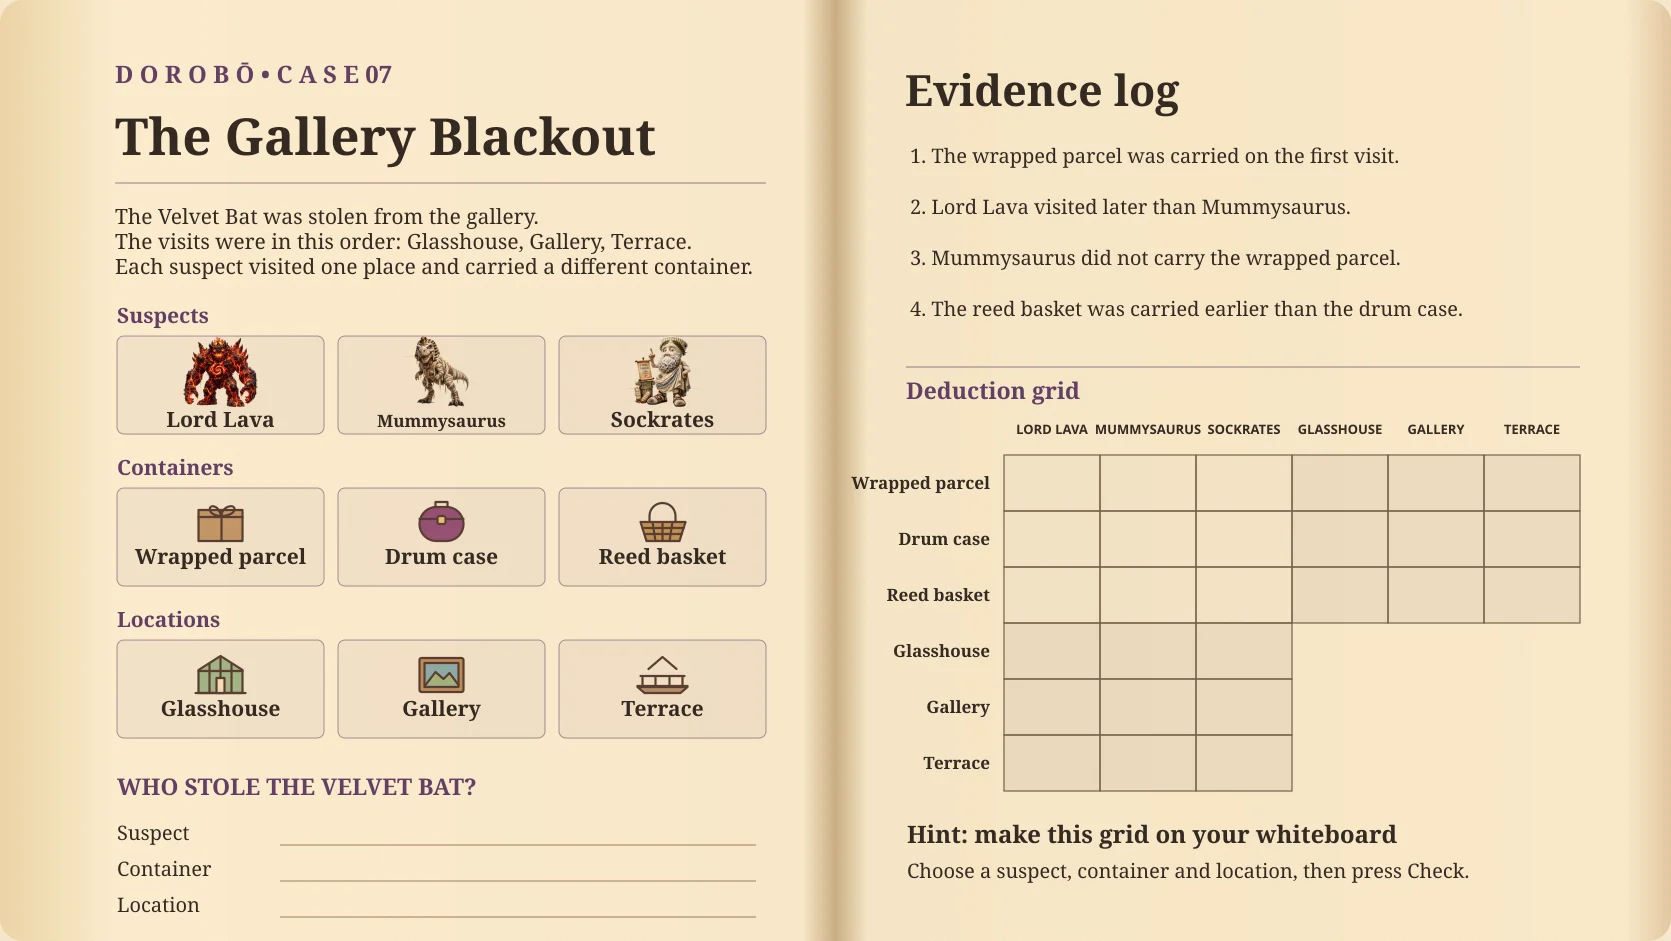 DOROBŌ • CASE 07
The Gallery Blackout
The Velvet Bat was stolen from the gallery.
The visits were in this order: Glasshouse, Gallery, Terrace.
Each suspect visited one place and carried a different container.
Suspects
Lord Lava
Mummysaurus
Sockrates
Containers
Wrapped parcel
Drum case
Reed basket
Locations
Glasshouse
Gallery
Terrace
WHO STOLE THE VELVET BAT?
Suspect
Container
Location
Evidence log
1. The wrapped parcel was carried on the first visit.
2. Lord Lava visited later than Mummysaurus.
3. Mummysaurus did not carry the wrapped parcel.
4. The reed basket was carried earlier than the drum case.
Deduction grid
LORD LAVA MUMMYSAURUS SOCKRATES GLASSHOUSE GALLERY TERRACE
Wrapped parcel
Drum case
Reed basket
Glasshouse
Gallery
Terrace
Hint: make this grid on your whiteboard
Choose a suspect, container and location, then press Check.